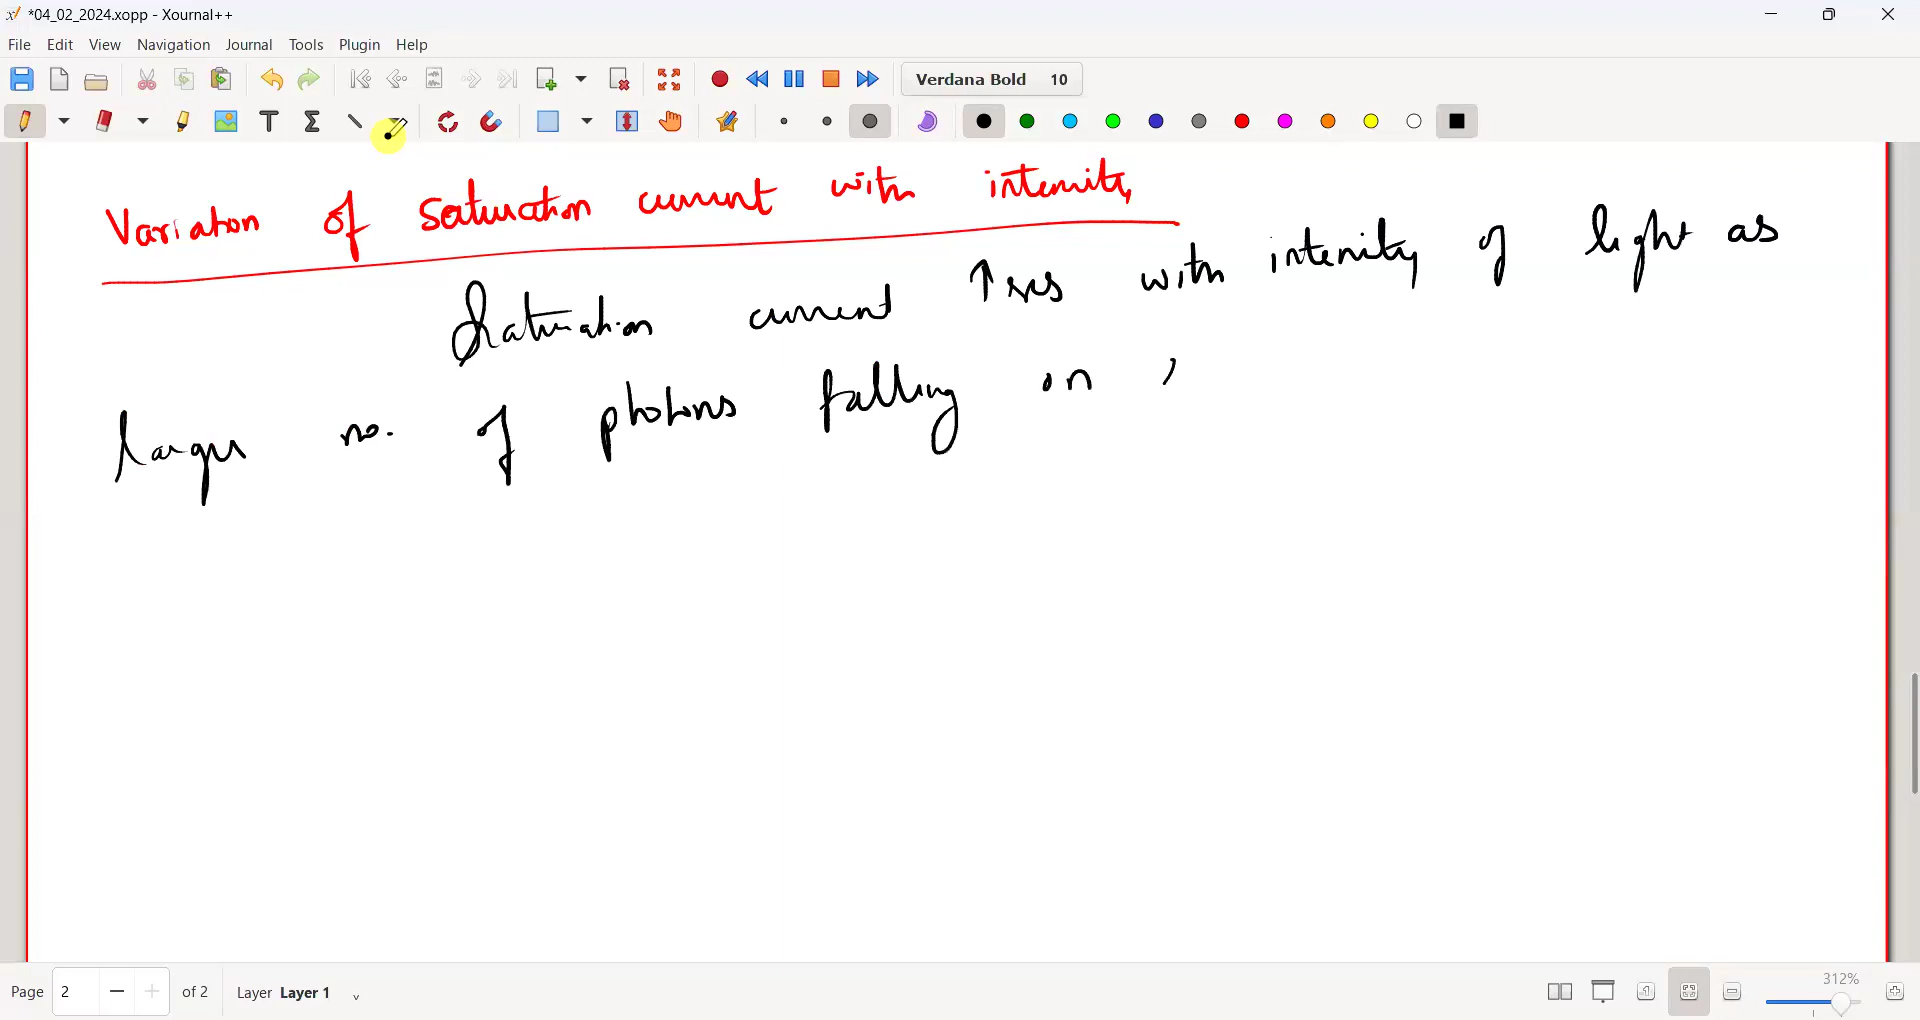 *04_02_2024.xopp - Xournal++
File Edit View Navigation Journal Tools Plugin Help
Verdana Bold 10
Variation of saturation current with intensity
Saturation current ↑ses with intensity of light as
larger no. of photons falling on
Page 2 of 2 Layer Layer 1 312%